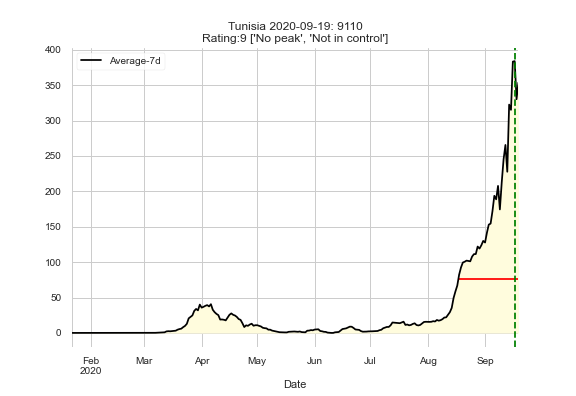 Tunisia 2020-09-19: 9110
Rating:9 ['No peak', 'Not in control']
Average-7d
400
350
300
250
200
150
100
50
0
Feb Mar Apr May Jun Jul Aug Sep
2020
Date